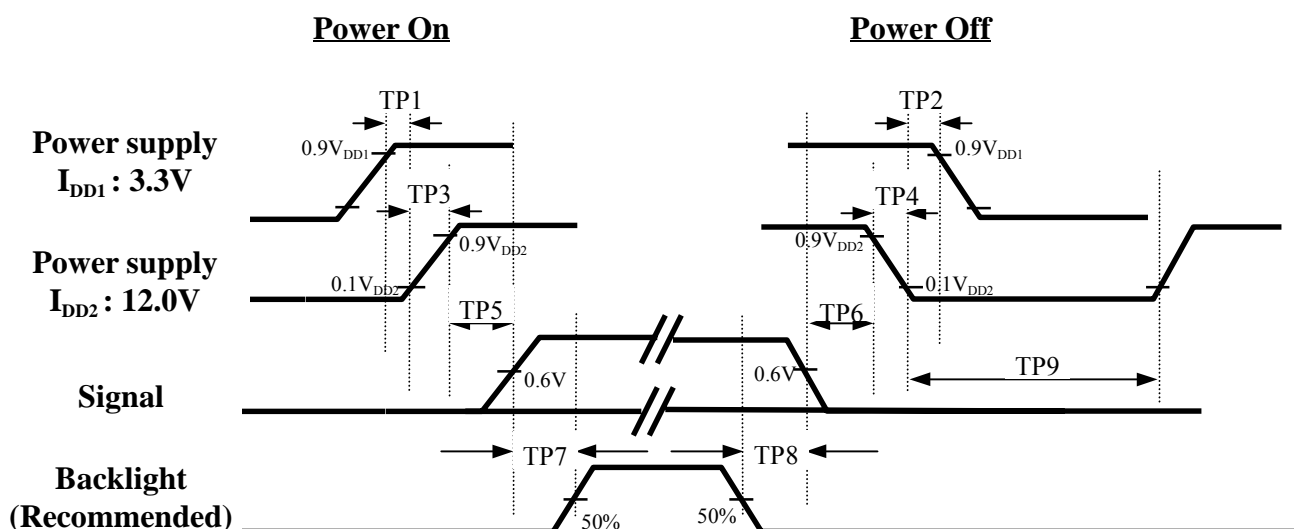 Power On
Power Off
TP1
TP2
Power supply
I_DD1 : 3.3V
0.9V_DD1
0.9V_DD1
TP3
TP4
Power supply
I_DD2 : 12.0V
0.9V_DD2
0.9V_DD2
0.1V_DD2
0.1V_DD2
TP5
TP6
TP9
0.6V
0.6V
Signal
TP7
TP8
Backlight
(Recommended)
50%
50%